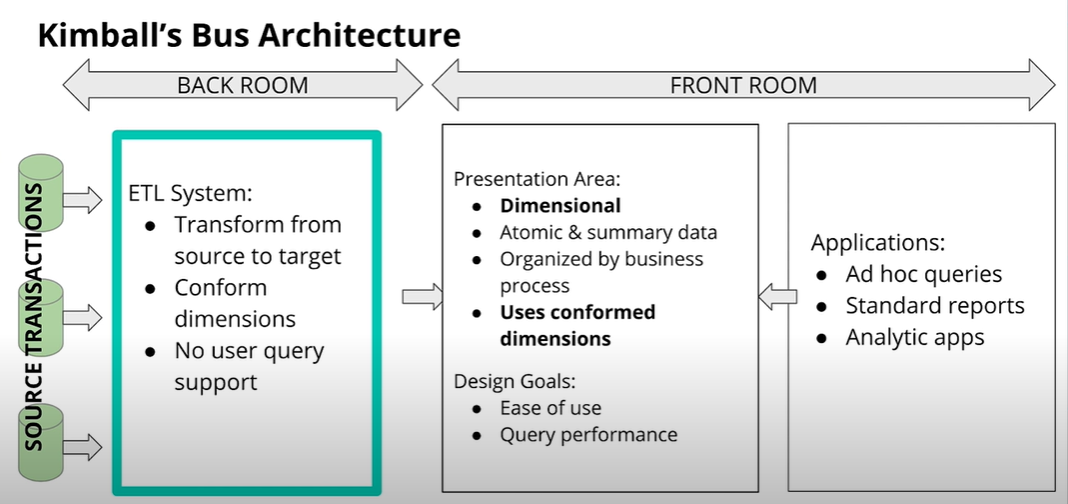 Kimball's Bus Architecture
BACK ROOM
FRONT ROOM
SOURCE TRANSACTIONS
ETL System:
● Transform from
source to target
● Conform
dimensions
● No user query
support
Presentation Area:
● Dimensional
● Atomic & summary data
● Organized by business
process
● Uses conformed
dimensions
Design Goals:
● Ease of use
● Query performance
Applications:
● Ad hoc queries
● Standard reports
● Analytic apps